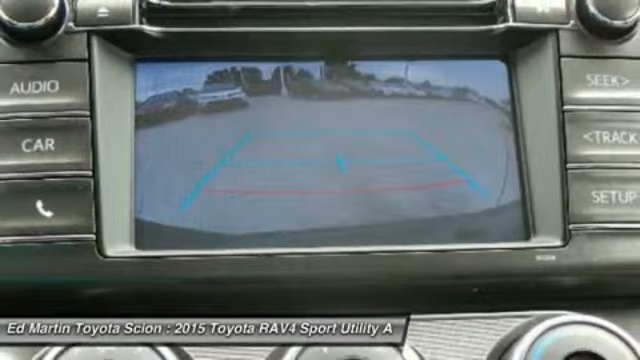 AUDIO
CAR
SEEK>
<TRACK
SETUP
Ed Martin Toyota Scion : 2015 Toyota RAV4 Sport Utility A